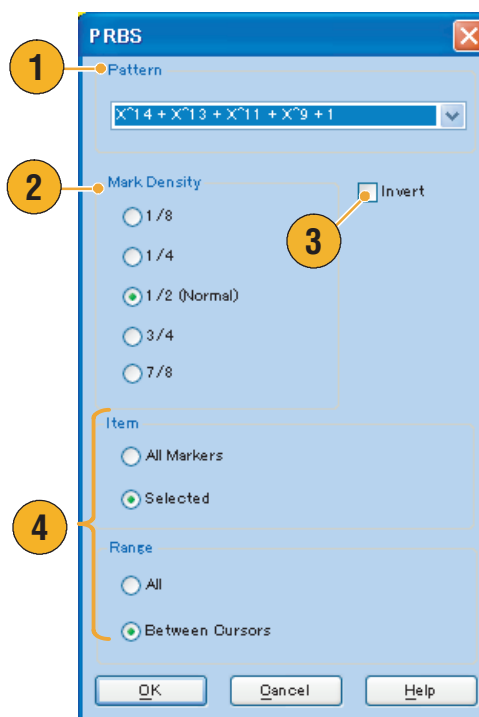 PRBS
1
Pattern
X^14 + X^13 + X^11 + X^9 + 1
2
Mark Density
Invert
3
1/8
1/4
1/2 (Normal)
3/4
7/8
4
Item
All Markers
Selected
Range
All
Between Cursors
OK Cancel Help